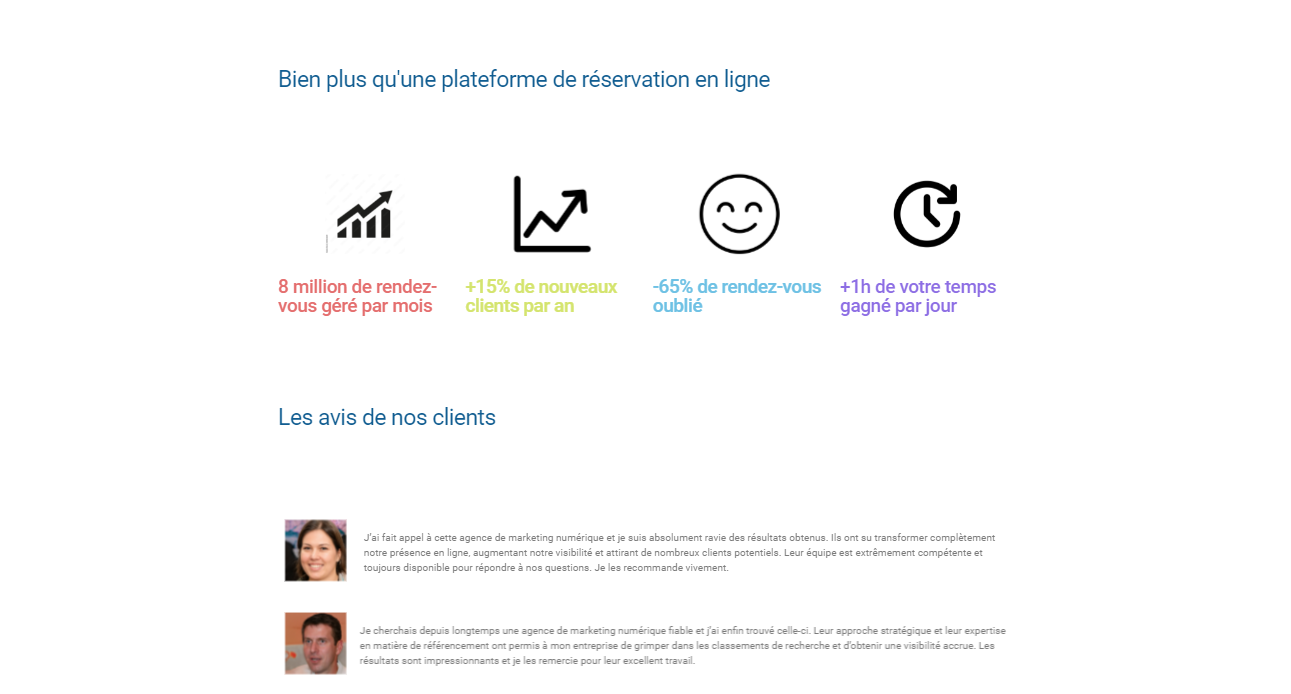 Bien plus qu'une plateforme de réservation en ligne
8 million de rendez-
vous géré par mois
+15% de nouveaux
clients par an
-65% de rendez-vous
oublié
+1h de votre temps
gagné par jour
Les avis de nos clients
J'ai fait appel à cette agence de marketing numérique et je suis absolument ravie des résultats obtenus. Ils ont su transformer complètement
notre présence en ligne, augmentant notre visibilité et attirant de nombreux clients potentiels. Leur équipe est extrêmement compétente et
toujours disponible pour répondre à nos questions. Je les recommande vivement.
Je cherchais depuis longtemps une agence de marketing numérique fiable et j'ai enfin trouvé celle-ci. Leur approche stratégique et leur expertise
en matière de référencement ont permis à mon entreprise de grimper dans les classements de recherche et d'obtenir une visibilité accrue. Les
résultats sont impressionnants et je les remercie pour leur excellent travail.